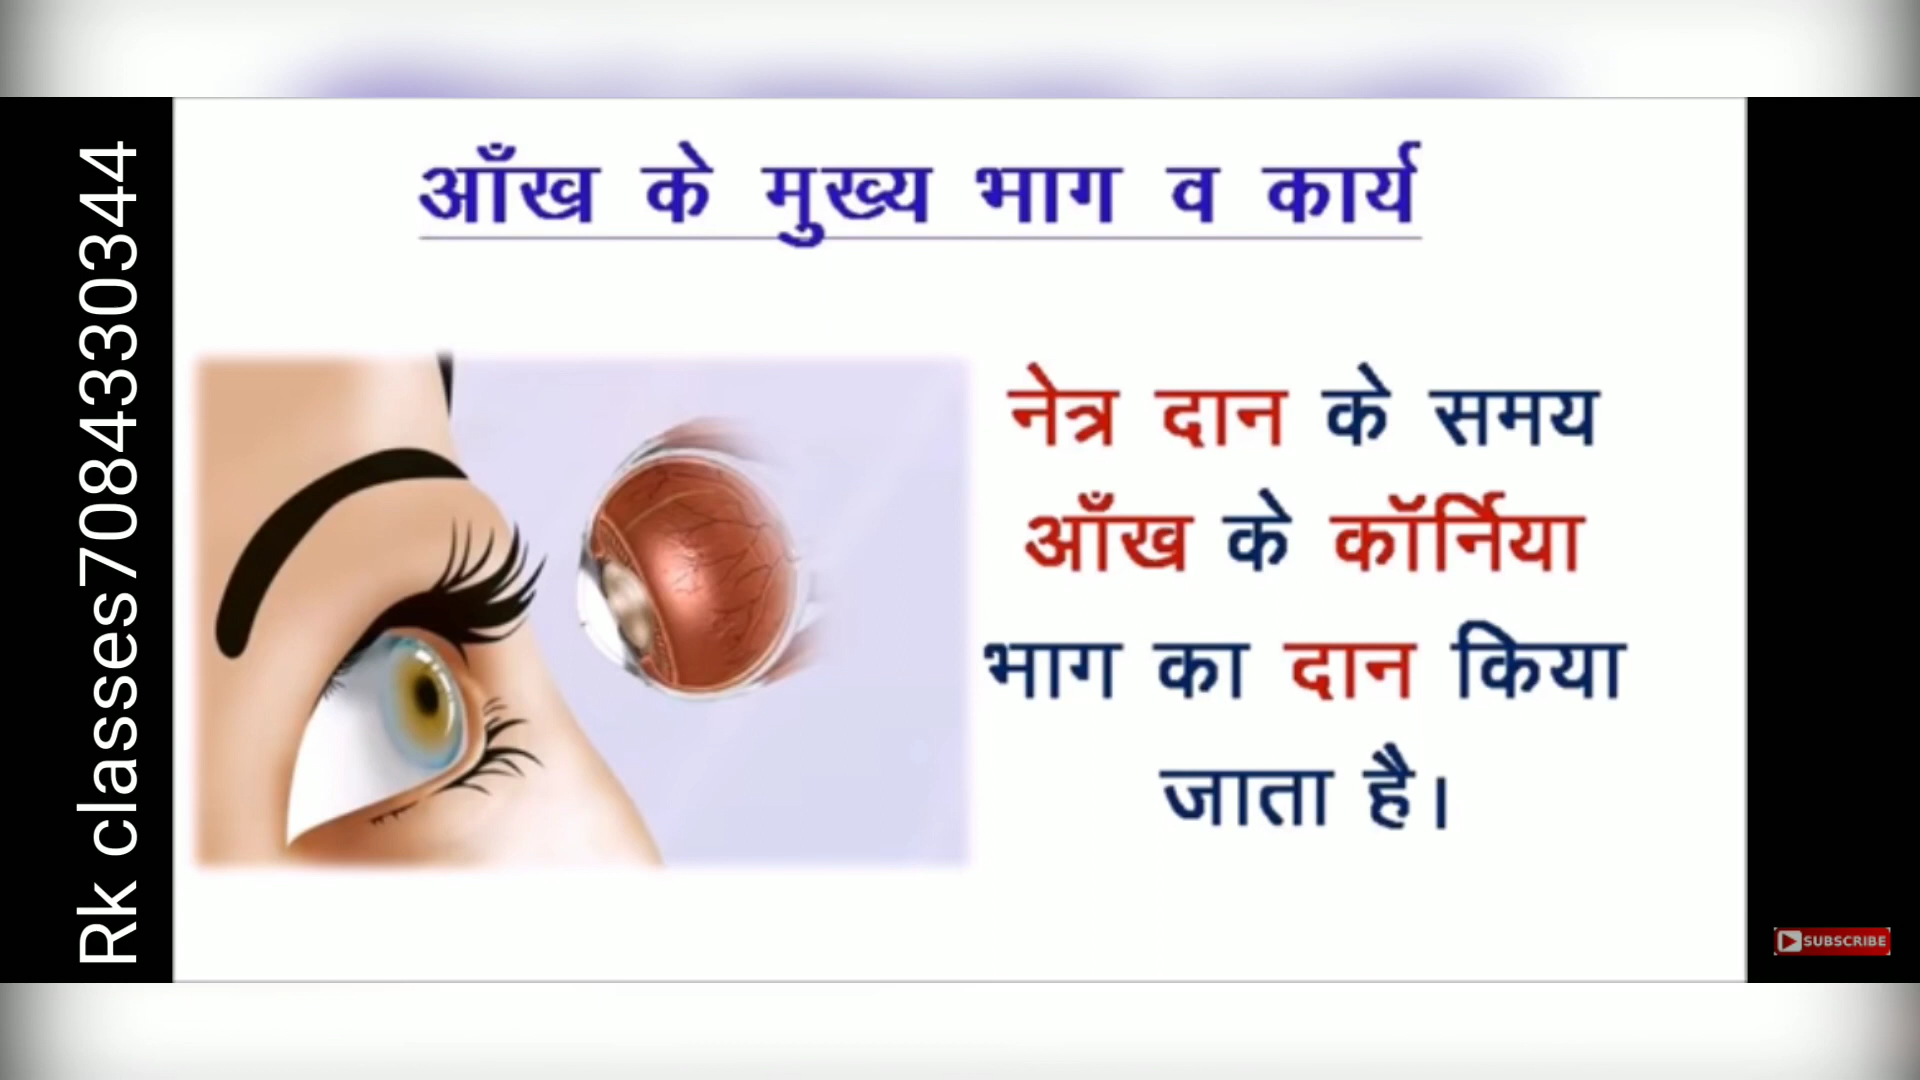 आँख के मुख्य भाग व कार्य
नेत्र दान के समय
आँख के कॉर्निया
भाग का दान किया
जाता है।
Rk classes7084330344
SUBSCRIBE